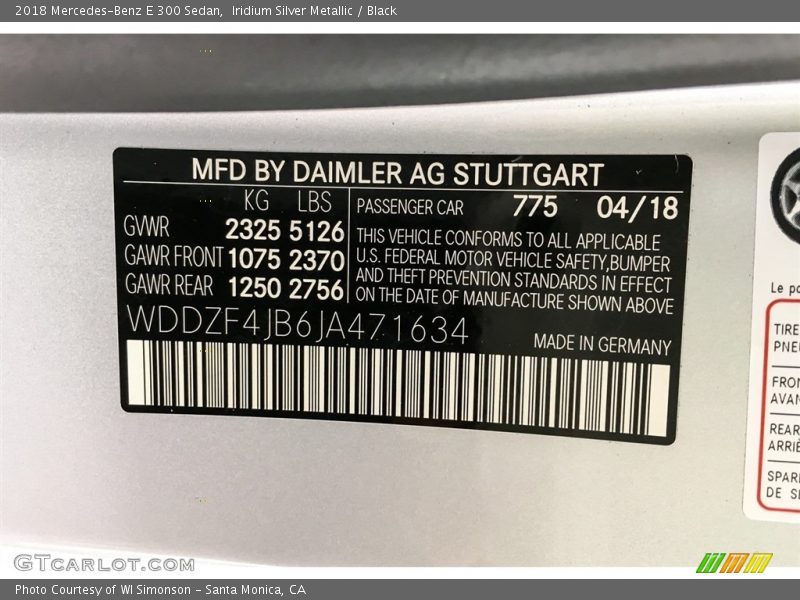 2018 Mercedes-Benz E 300 Sedan,  Iridium Silver Metallic / Black
MFD BY DAIMLER AG STUTTGART
KG LBS
GVWR 2325 5126
GAWR FRONT 1075 2370
GAWR REAR 1250 2756
PASSENGER CAR 775 04/18
THIS VEHICLE CONFORMS TO ALL APPLICABLE
U.S. FEDERAL MOTOR VEHICLE SAFETY,BUMPER
AND THEFT PREVENTION STANDARDS IN EFFECT
ON THE DATE OF MANUFACTURE SHOWN ABOVE
WDDZF4JB6JA471634
MADE IN GERMANY
Le
TIRE
FRON
AVAN
REAR
ARRIÈ
SPAR
DE
GTCARLOT.COM
Photo Courtesy of WI Simonson - Santa Monica, CA